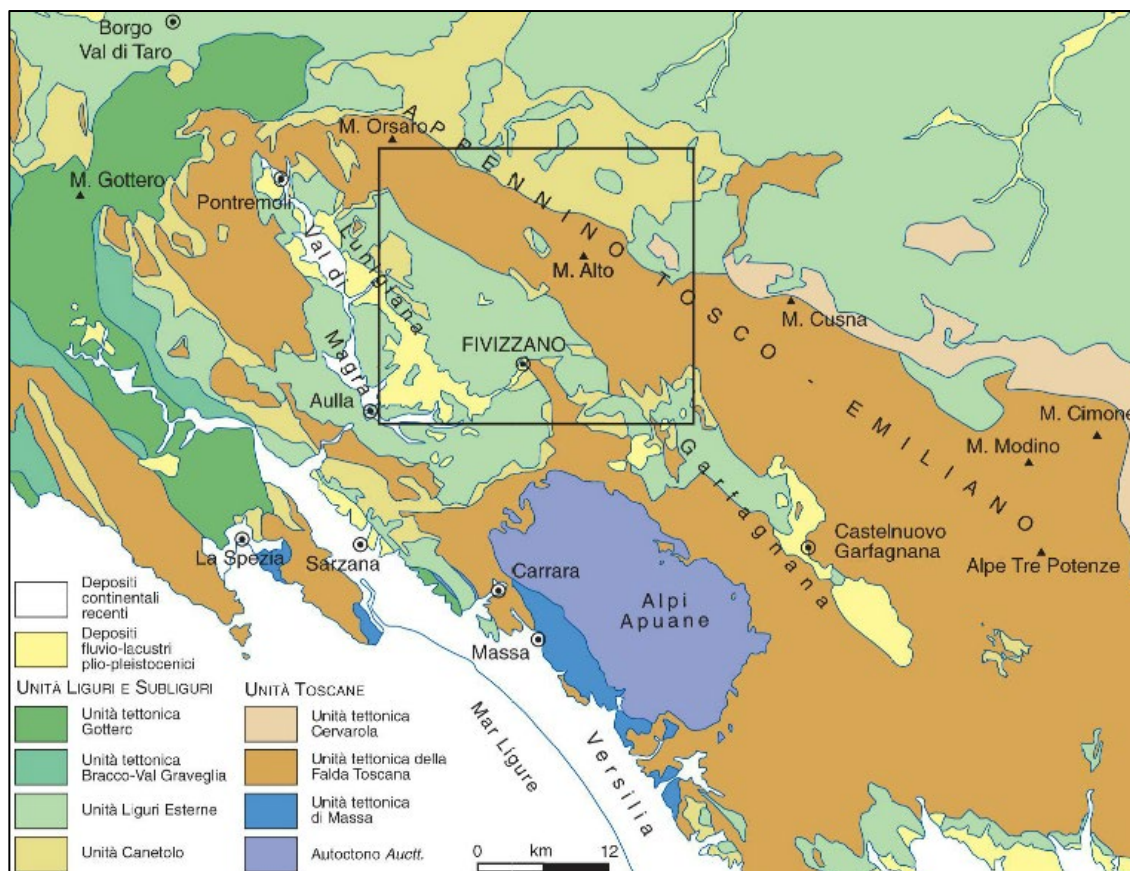 Borgo
Val di Taro
M. Orsaro
APPENNINO TOSCO-EMILIANO
M. Gottero
Pontremoli
Lunigiana
Val di Magra
M. Alto
M. Cusna
FIVIZZANO
Aulla
M. Cimone
M. Modino
Garfagnana
Castelnuovo
Garfagnana
Alpe Tre Potenze
La Spezia
Sarzana
Carrara
Alpi
Apuane
Massa
Mar Ligure
Versilia
Depositi
continentali
recenti
Depositi
fluvio-lacustri
plio-pleistocenici
UNITÀ LIGURI E SUBLIGURI
Unità tettonica
Gotterc
Unità tettonica
Bracco-Val Graveglia
Unità Liguri Esterne
Unità Canetolo
UNITÀ TOSCANE
Unità tettonica
Cervarola
Unità tettonica della
Falda Toscana
Unità tettonica
di Massa
Autoctono Auctt.
0 km 12